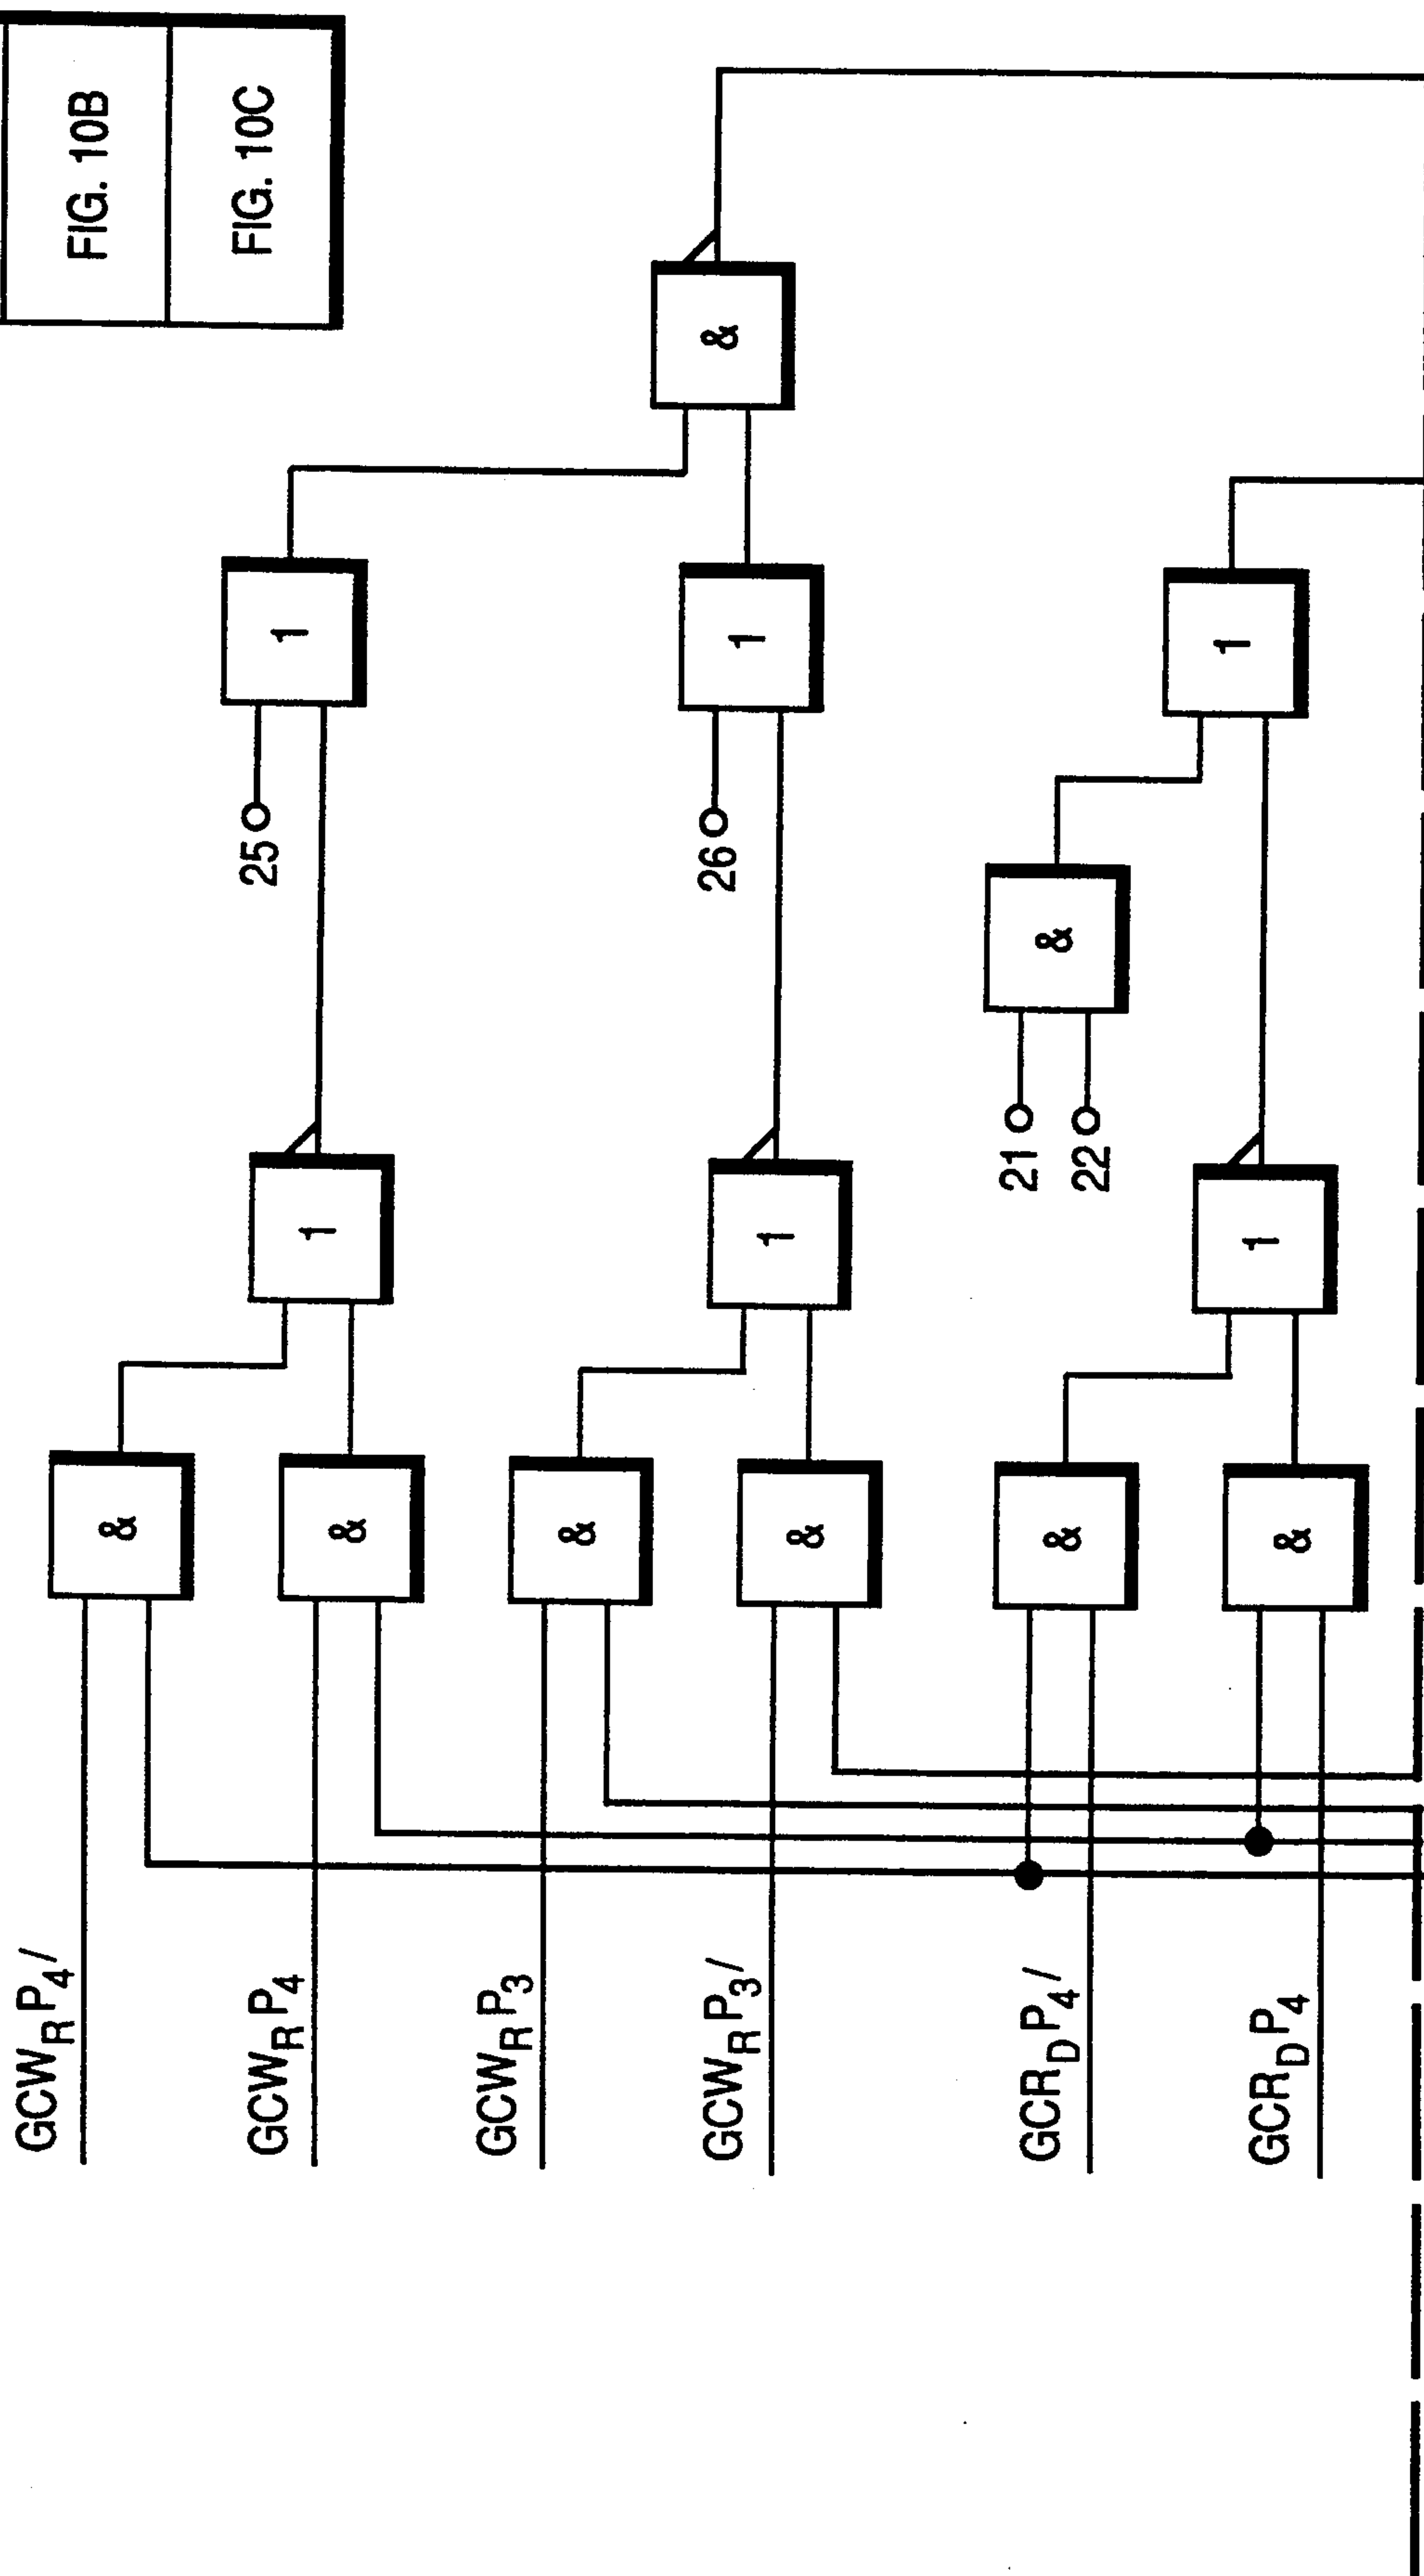 FIG. 10B
FIG. 10C
GCW_R P_4/
&
1
25
1
GCW_R P_4
&
&
GCW_R P_3
&
1
26
1
GCW_R P_3/
&
21
22
&
GCR_D P_4/
&
1
1
GCR_D P_4
&